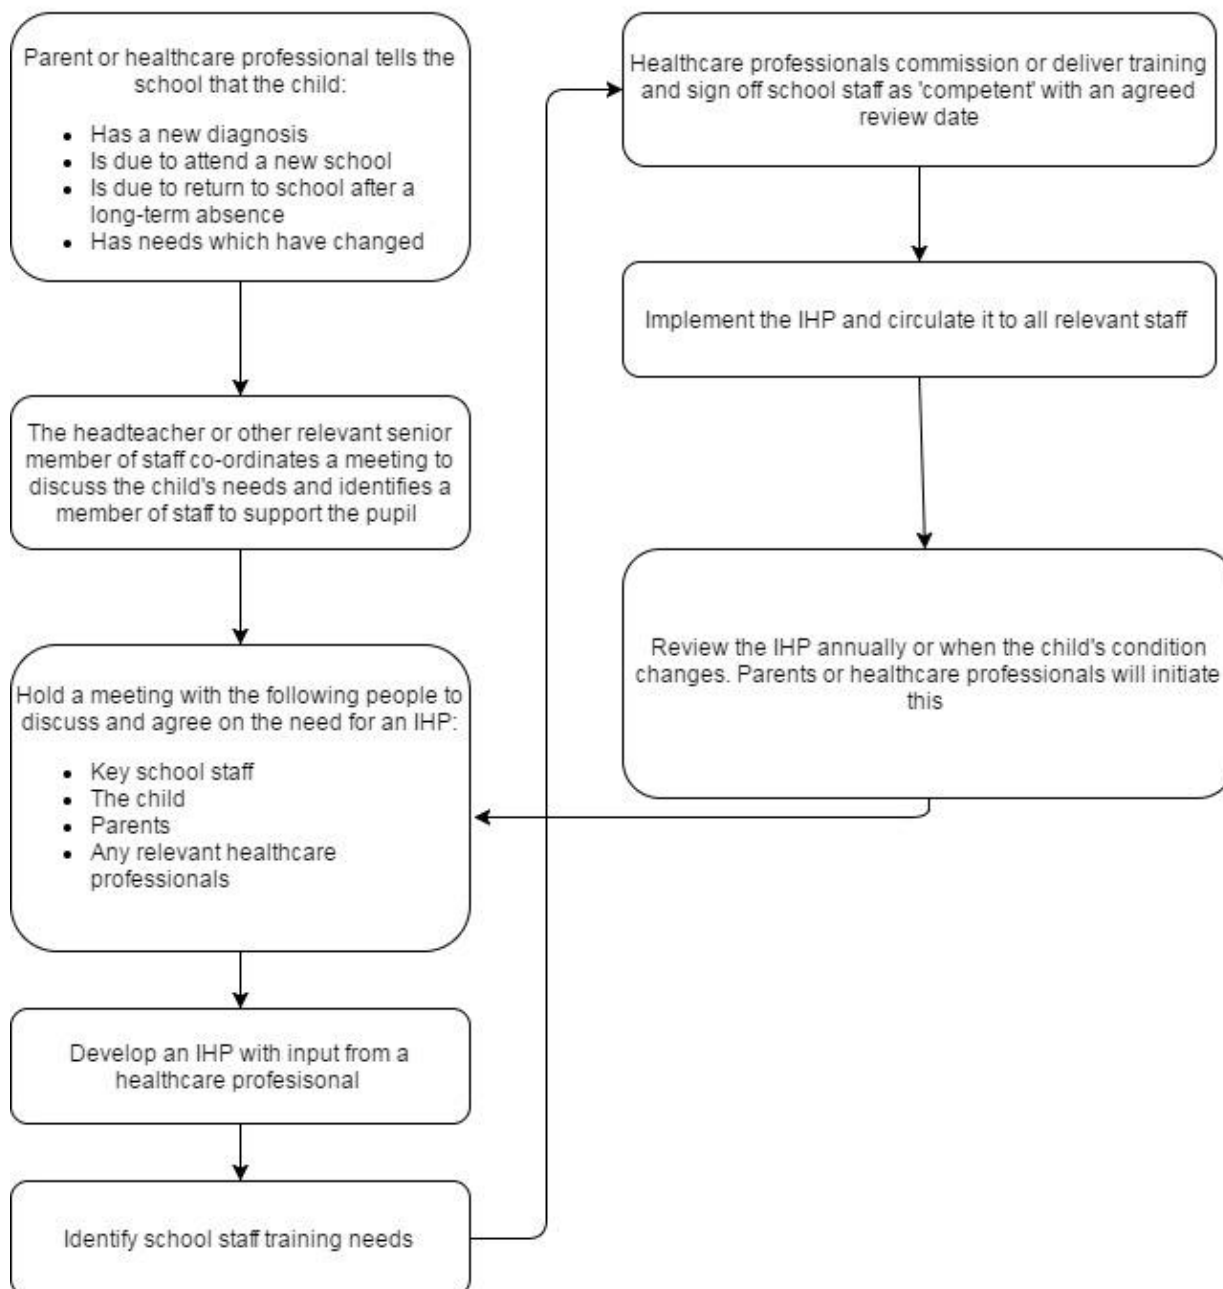 Parent or healthcare professional tells the
school that the child:
• Has a new diagnosis
• Is due to attend a new school
• Is due to return to school after a
long-term absence
• Has needs which have changed
The headteacher or other relevant senior
member of staff co-ordinates a meeting to
discuss the child's needs and identifies a
member of staff to support the pupil
Hold a meeting with the following people to
discuss and agree on the need for an IHP:
• Key school staff
• The child
• Parents
• Any relevant healthcare
professionals
Develop an IHP with input from a
healthcare profesisonal
Identify school staff training needs
Healthcare professionals commission or deliver training
and sign off school staff as 'competent' with an agreed
review date
Implement the IHP and circulate it to all relevant staff
Review the IHP annually or when the child's condition
changes. Parents or healthcare professionals will initiate
this